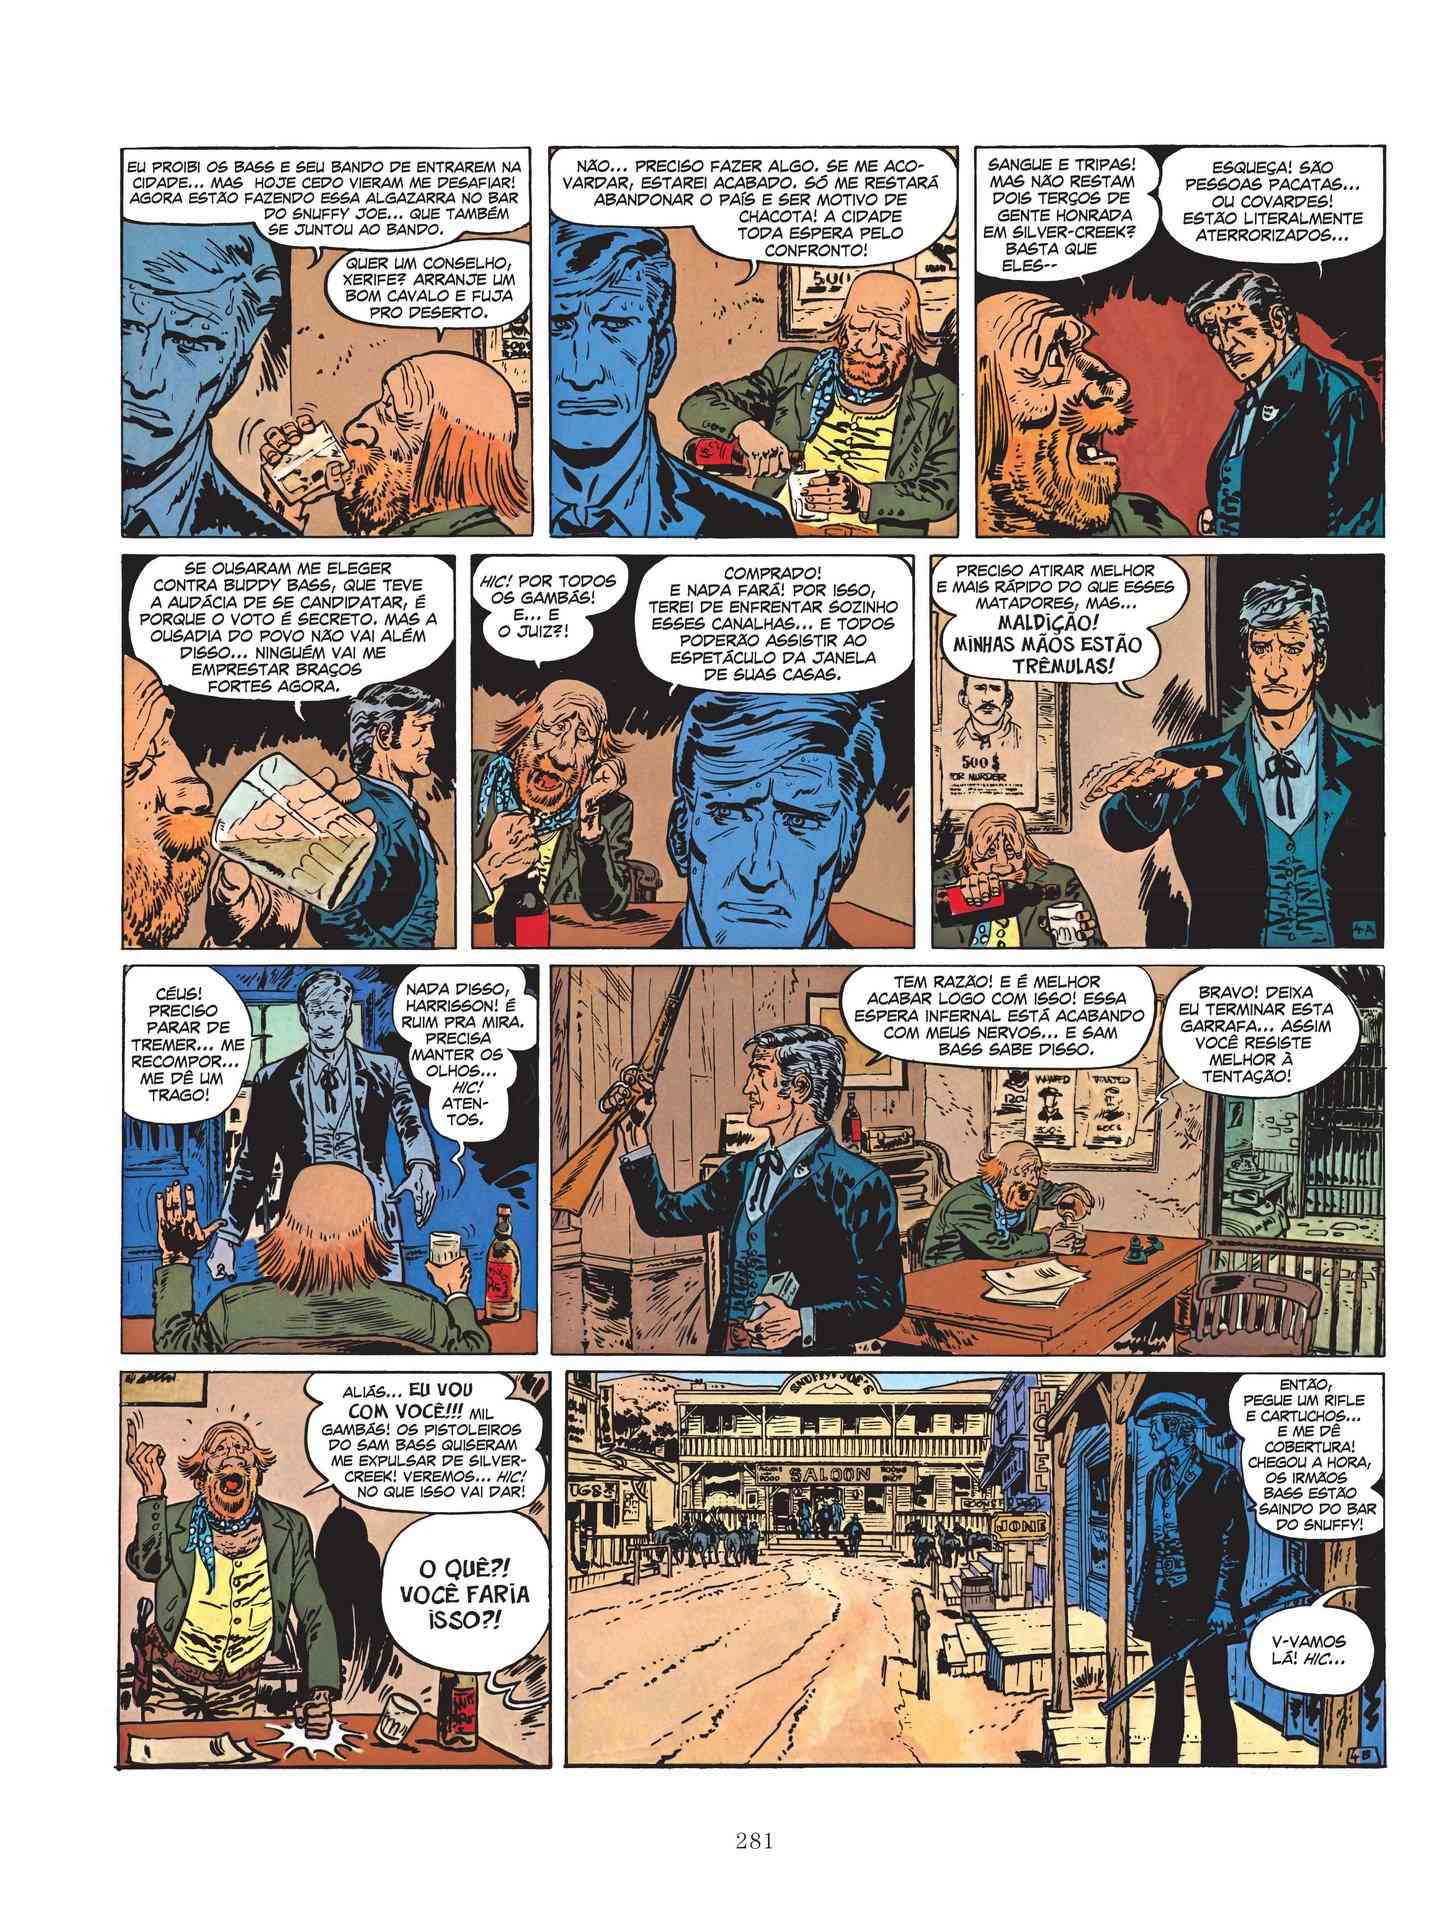 EU PROIBI OS BASS E SEU BANDO DE ENTRAREM NA
CIDADE... MAS HOJE CEDO VIERAM ME DESAFIAR!
AGORA ESTÃO FAZENDO ESSA ALGAZARRA NO BAR
DO SNUFFY JOE... QUE TAMBÉM
SE JUNTOU AO BANDO.
QUER UM CONSELHO,
XERIFE? ARRANJE UM
BOM CAVALO E FUJA
PRO DESERTO.
NÃO... PRECISO FAZER ALGO. SE ME ACO-
VARDAR, ESTAREI ACABADO. SÓ ME RESTARÁ
ABANDONAR O PAÍS E SER MOTIVO DE
CHACOTA! A CIDADE
TODA ESPERA PELO
CONFRONTO!
500
SANGUE E TRIPAS!
MAS NÃO RESTAM
DOIS TERÇOS DE
GENTE HONRADA
EM SILVER-CREEK?
BASTA QUE
ELES--
ESQUEÇA! SÃO
PESSOAS PACATAS...
OU COVARDES!
ESTÃO LITERALMENTE
ATERRORIZADOS...
SE OUSARAM ME ELEGER
CONTRA BUDDY BASS, QUE TEVE
A AUDÁCIA DE SE CANDIDATAR, É
PORQUE O VOTO É SECRETO. MAS A
OUSADIA DO POVO NÃO VAI ALÉM
DISSO... NINGUÉM VAI ME
EMPRESTAR BRAÇOS
FORTES AGORA.
HIC! POR TODOS
OS GAMBÁS!
E... E
O JUIZ?!
COMPRADO!
E NADA FARÁ! POR ISSO,
TEREI DE ENFRENTAR SOZINHO
ESSES CANALHAS... E TODOS
PODERÃO ASSISTIR AO
ESPETÁCULO DA JANELA
DE SUAS CASAS.
PRECISO ATIRAR MELHOR
E MAIS RÁPIDO DO QUE ESSES
MATADORES, MAS...
MALDIÇÃO!
MINHAS MÃOS ESTÃO
TRÊMULAS!
500 $
FOR MURDER
4A
CÉUS!
PRECISO
PARAR DE
TREMER... ME
RECOMPOR...
ME DÊ UM
TRAGO!
NADA DISSO,
HARRISSON! É
RUIM PRA MIRA.
PRECISA
MANTER OS
OLHOS...
HIC!
ATEN-
TOS.
TEM RAZÃO! E É MELHOR
ACABAR LOGO COM ISSO! ESSA
ESPERA INFERNAL ESTÁ ACABANDO
COM MEUS NERVOS... E SAM
BASS SABE DISSO.
BRAVO! DEIXA
EU TERMINAR ESTA
GARRAFA... ASSIM
VOCÊ RESISTE
MELHOR À
TENTAÇÃO!
WANTED
ALIÁS... EU VOU
COM VOCÊ!!! MIL
GAMBÁS! OS PISTOLEIROS
DO SAM BASS QUISERAM
ME EXPULSAR DE SILVER-
CREEK! VEREMOS... HIC!
NO QUE ISSO VAI DAR!
O QUÊ?!
VOCÊ FARIA
ISSO?!
SNUFFY JOE'S
SALOON
HOTEL
JONE
ENTÃO,
PEGUE UM RIFLE
E CARTUCHOS...
E ME DÊ
COBERTURA!
CHEGOU A HORA,
OS IRMÃOS
BASS ESTÃO
SAINDO DO BAR
DO SNUFFY!
V-VAMOS
LÁ! HIC...
4B
281